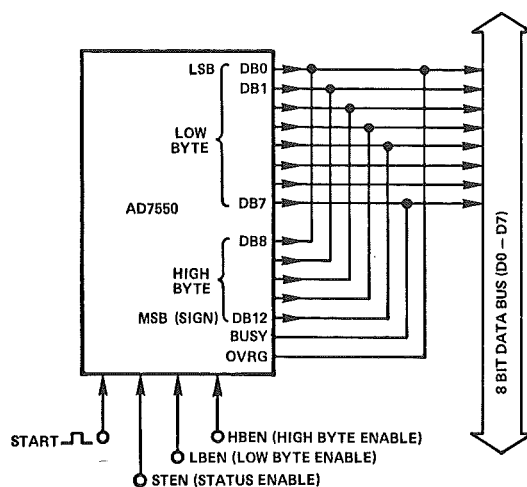 LSB DB0
DB1
LOW
BYTE
DB7
AD7550
DB8
HIGH
BYTE
MSB (SIGN) DB12
BUSY
OVRG
8 BIT DATA BUS (D0 – D7)
START
HBEN (HIGH BYTE ENABLE)
LBEN (LOW BYTE ENABLE)
STEN (STATUS ENABLE)